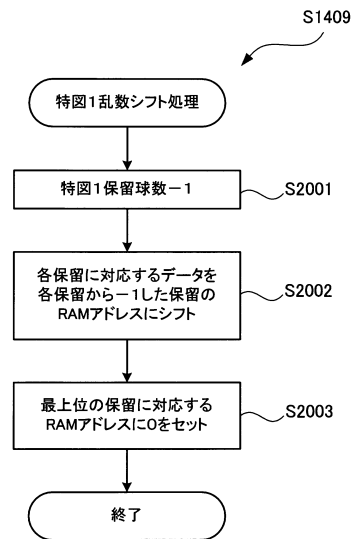 S1409
特図1乱数シフト処理
特図1保留球数－1
S2001
各保留に対応するデータを
各保留から－1した保留の
RAMアドレスにシフト
S2002
最上位の保留に対応する
RAMアドレスに0をセット
S2003
終了